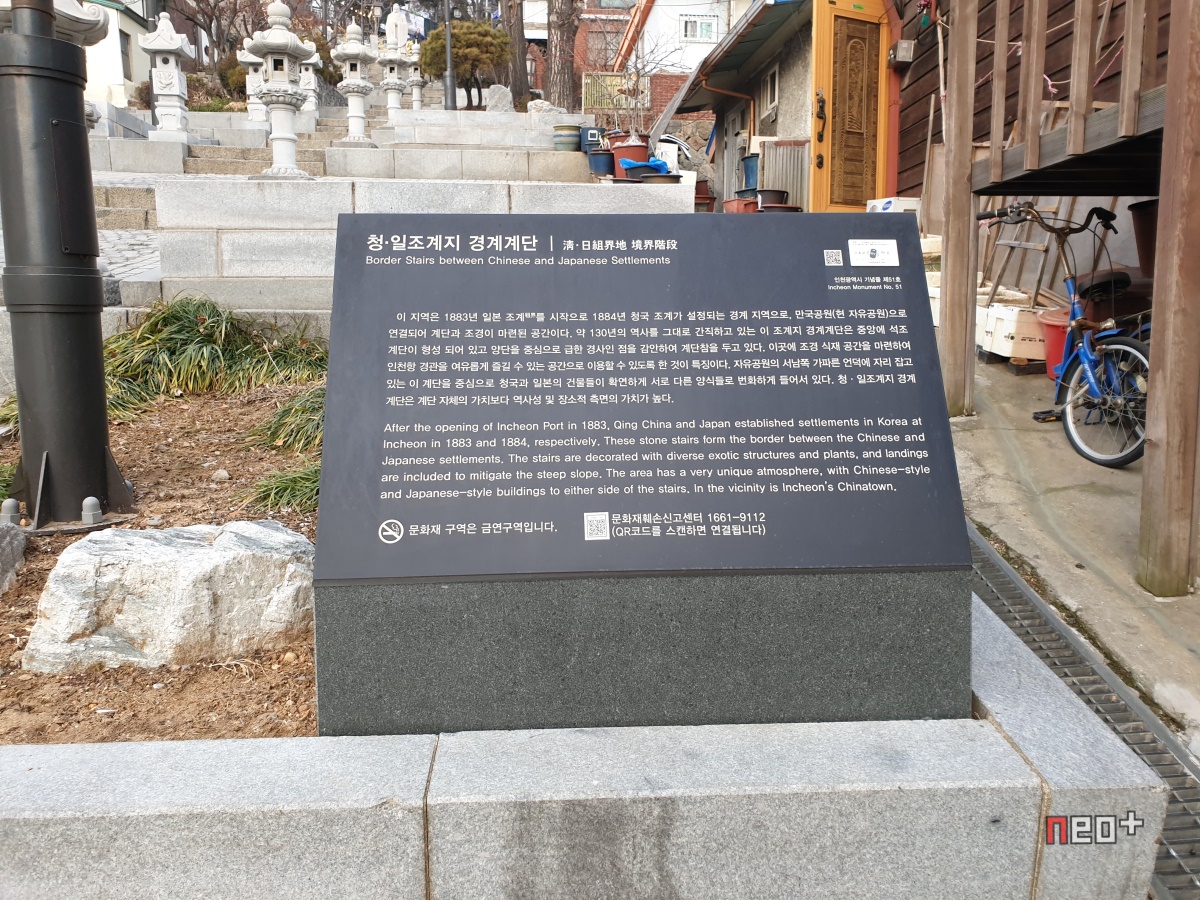 청·일조계지 경계계단 | 淸·日組界地 境界階段
Border Stairs between Chinese and Japanese Settlements
인천광역시 기념물 제51호
Incheon Monument No. 51
이 지역은 1883년 일본 조계를 시작으로 1884년 청국 조계가 설정되는 경계 지역으로, 만국공원(현 자유공원)으로
연결되어 계단과 조경이 마련된 공간이다. 약 130년의 역사를 그대로 간직하고 있는 이 조계지 경계계단은 중앙에 석조
계단이 형성 되어 있고 양단을 중심으로 급한 경사인 점을 감안하여 계단참을 두고 있다. 이곳에 조경 식재 공간을 마련하여
인천항 경관을 여유롭게 즐길 수 있는 공간으로 이용할 수 있도록 한 것이 특징이다. 자유공원의 서남쪽 가파른 언덕에 자리 잡고
있는 이 계단을 중심으로 청국과 일본의 건물들이 확연하게 서로 다른 양식들로 번화하게 들어서 있다. 청·일조계지 경계
계단은 계단 자체의 가치보다 역사성 및 장소적 측면의 가치가 높다.
After the opening of Incheon Port in 1883, Qing China and Japan established settlements in Korea at
Incheon in 1883 and 1884, respectively. These stone stairs form the border between the Chinese and
Japanese settlements. The stairs are decorated with diverse exotic structures and plants, and landings
are included to mitigate the steep slope. The area has a very unique atmosphere, with Chinese-style
and Japanese-style buildings to either side of the stairs. In the vicinity is Incheon's Chinatown.
문화재 구역은 금연구역입니다.
문화재훼손신고센터 1661-9112
(QR코드를 스캔하면 연결됩니다)
neo+